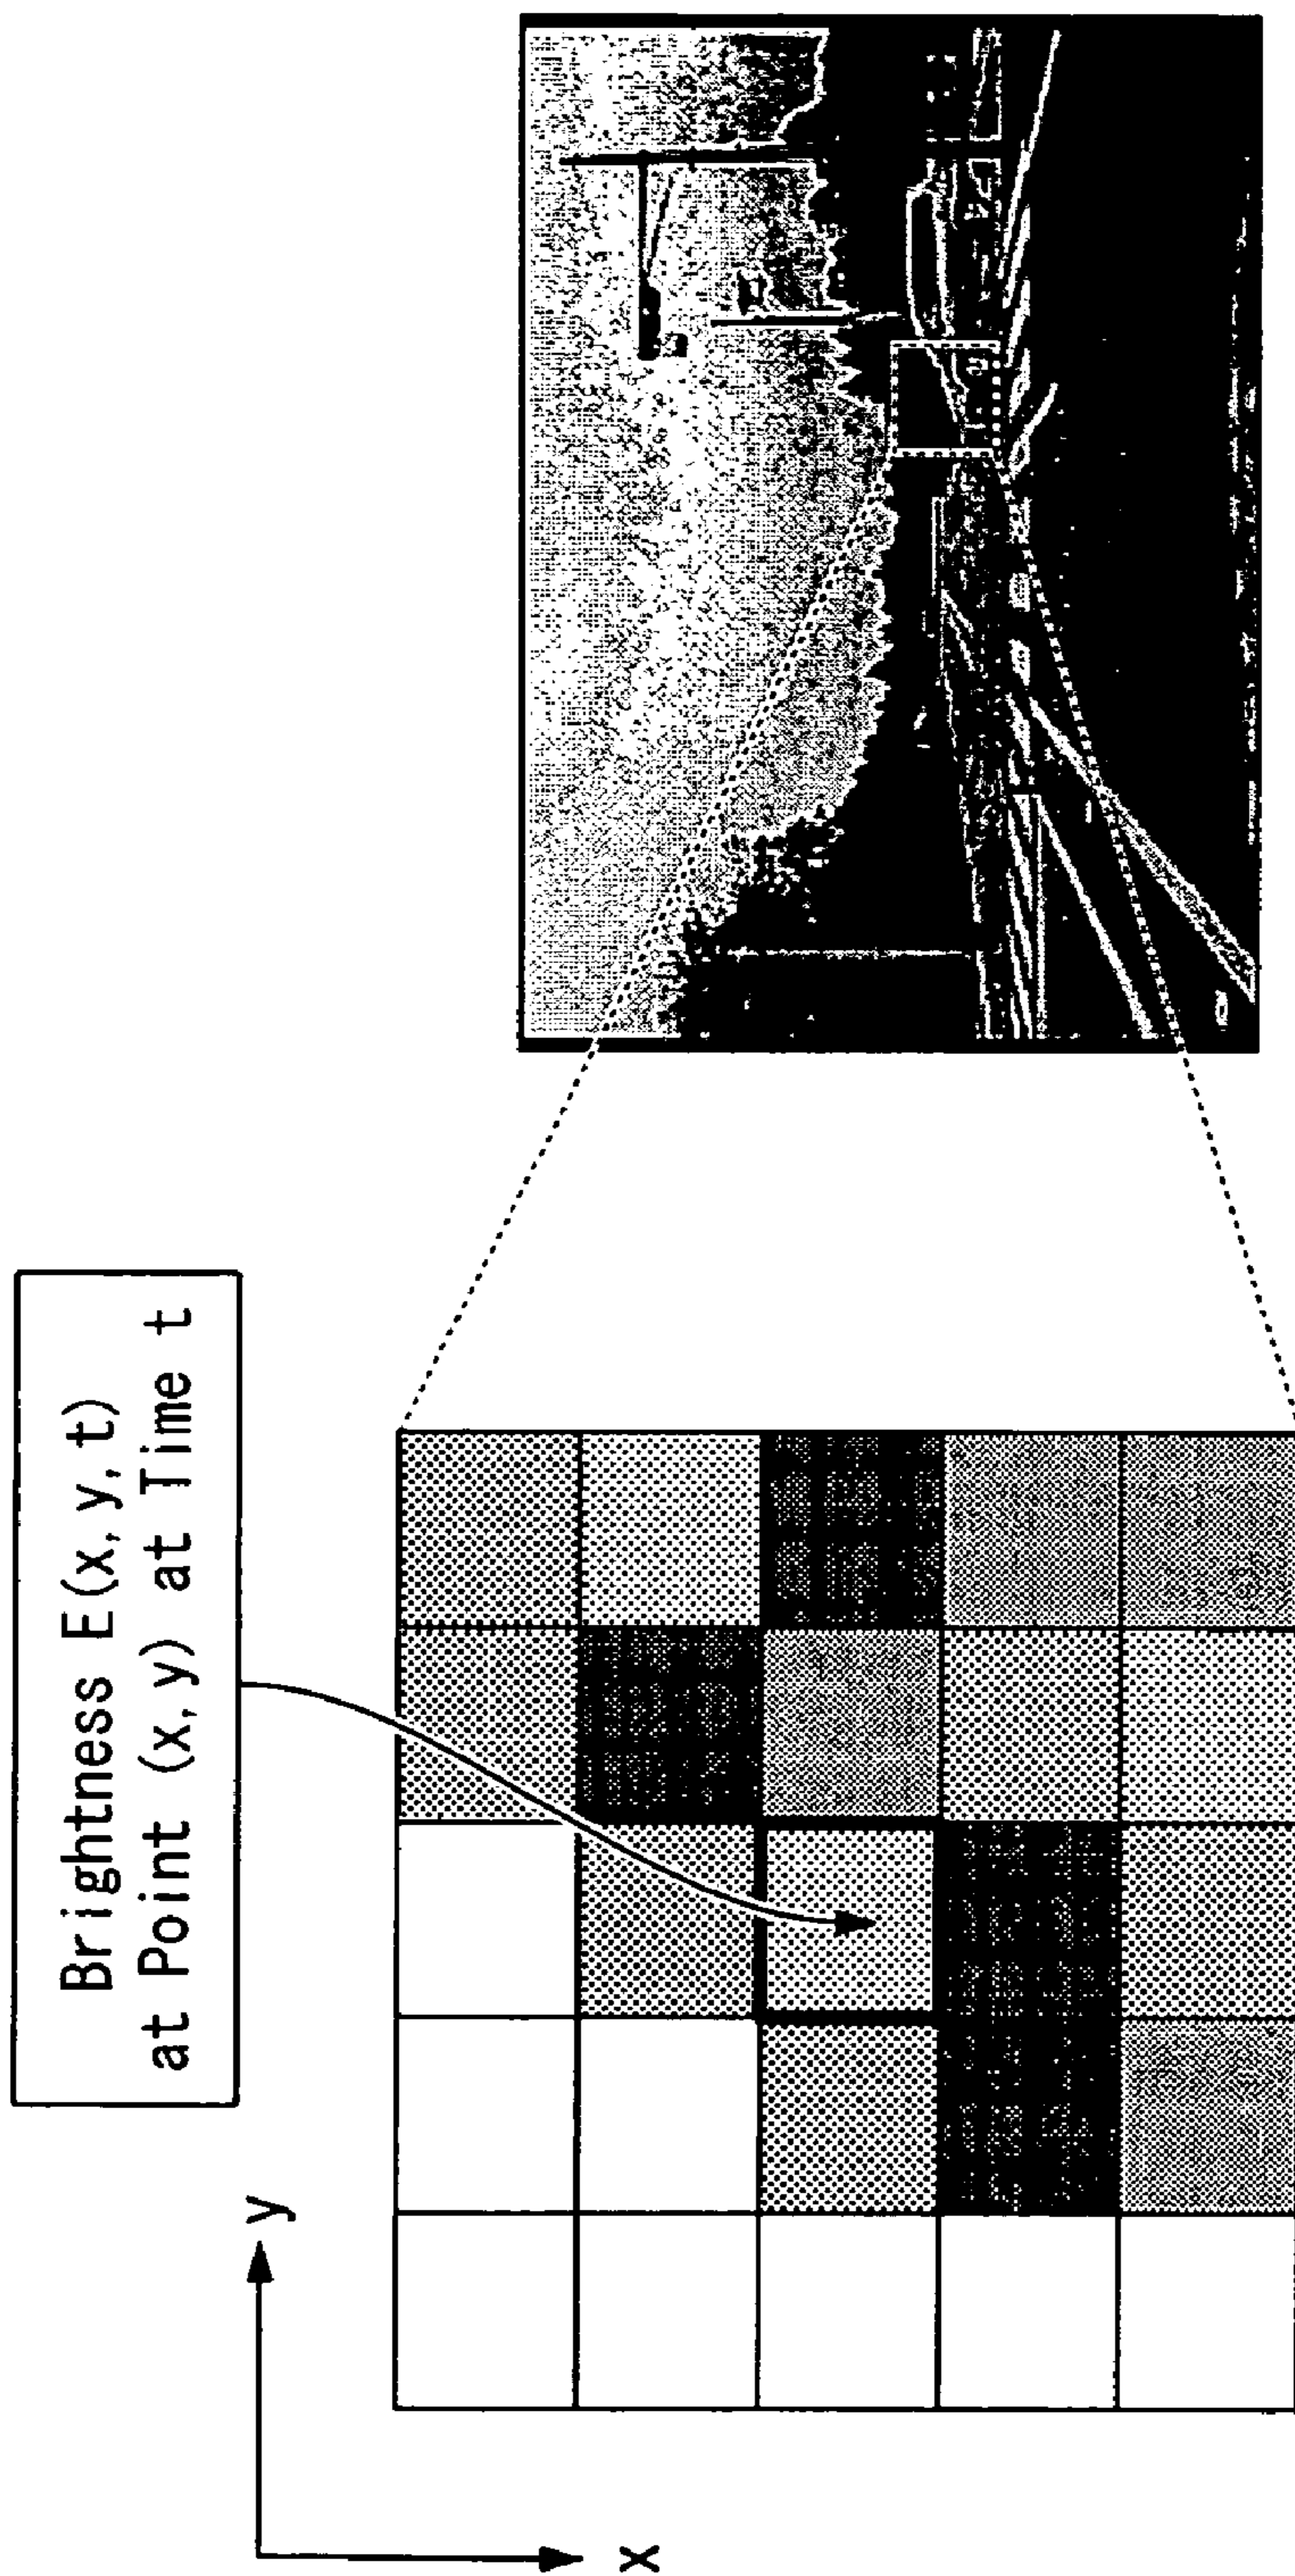 Brightness E(x,y,t)
at Point (x,y) at Time t
y
x